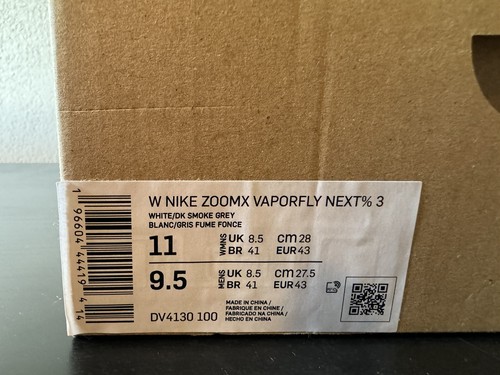 W NIKE ZOOMX VAPORFLY NEXT% 3
WHITE/DK SMOKE GREY
BLANC/GRIS FUME FONCE
11 WMNS UK 8.5 cm 28
BR 41 EUR 43
9.5 MENS UK 8.5 cm 27.5
BR 41 EUR 43
MADE IN CHINA /
FABRIQUE EN CHINE /
FABRICADO NA CHINA /
HECHO EN CHINA
DV4130 100
1 96604 44419 4 14